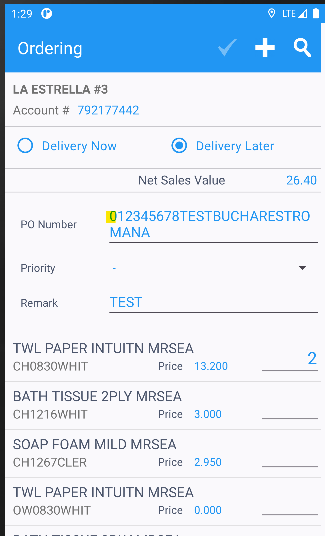 1:29 LTE
Ordering
LA ESTRELLA #3
Account # 792177442
Delivery Now Delivery Later
Net Sales Value 26.40
PO Number 012345678TESTBUCHARESTRO
MANA
Priority -
Remark TEST
TWL PAPER INTUITN MRSEA
CH0830WHIT Price 13.200 2
BATH TISSUE 2PLY MRSEA
CH1216WHIT Price 3.000
SOAP FOAM MILD MRSEA
CH1267CLER Price 2.950
TWL PAPER INTUITN MRSEA
OW0830WHIT Price 0.000